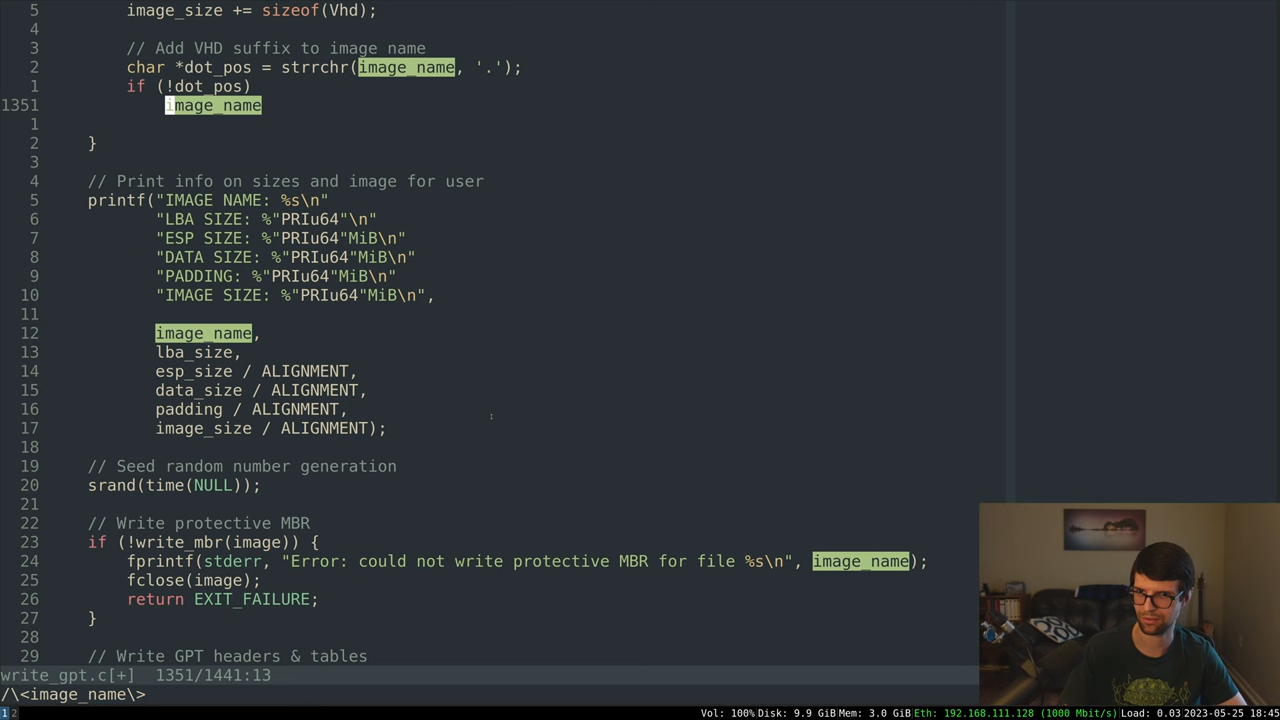 5         image_size += sizeof(Vhd);
4
3         // Add VHD suffix to image name
2         char *dot_pos = strrchr(image_name, '.');
1         if (!dot_pos)
1351             image_name
1
2     }
3
4     // Print info on sizes and image for user
5     printf("IMAGE NAME: %s\n"
6            "LBA SIZE: %"PRIu64"\n"
7            "ESP SIZE: %"PRIu64"MiB\n"
8            "DATA SIZE: %"PRIu64"MiB\n"
9            "PADDING: %"PRIu64"MiB\n"
10            "IMAGE SIZE: %"PRIu64"MiB\n",
11
12            image_name,
13            lba_size,
14            esp_size / ALIGNMENT,
15            data_size / ALIGNMENT,
16            padding / ALIGNMENT,
17            image_size / ALIGNMENT);
18
19     // Seed random number generation
20     srand(time(NULL));
21
22     // Write protective MBR
23     if (!write_mbr(image)) {
24         fprintf(stderr, "Error: could not write protective MBR for file %s\n", image_name);
25         fclose(image);
26         return EXIT_FAILURE;
27     }
28
29     // Write GPT headers & tables
write_gpt.c[+]  1351/1441:13
/\<image_name\>
1 2 Vol: 100% Disk: 9.9 GiB Mem: 3.0 GiB Eth: 192.168.111.128 (1000 Mbit/s) Load: 0.03 2023-05-25 18:45